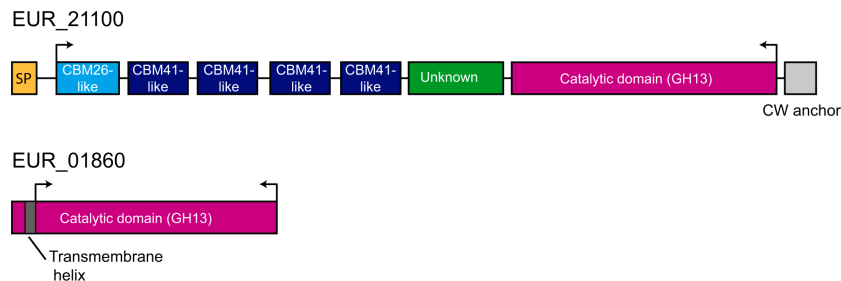 EUR_21100
SP
CBM26-
like
CBM41-
like
CBM41-
like
CBM41-
like
CBM41-
like
Unknown
Catalytic domain (GH13)
CW anchor
EUR_01860
Catalytic domain (GH13)
Transmembrane
helix